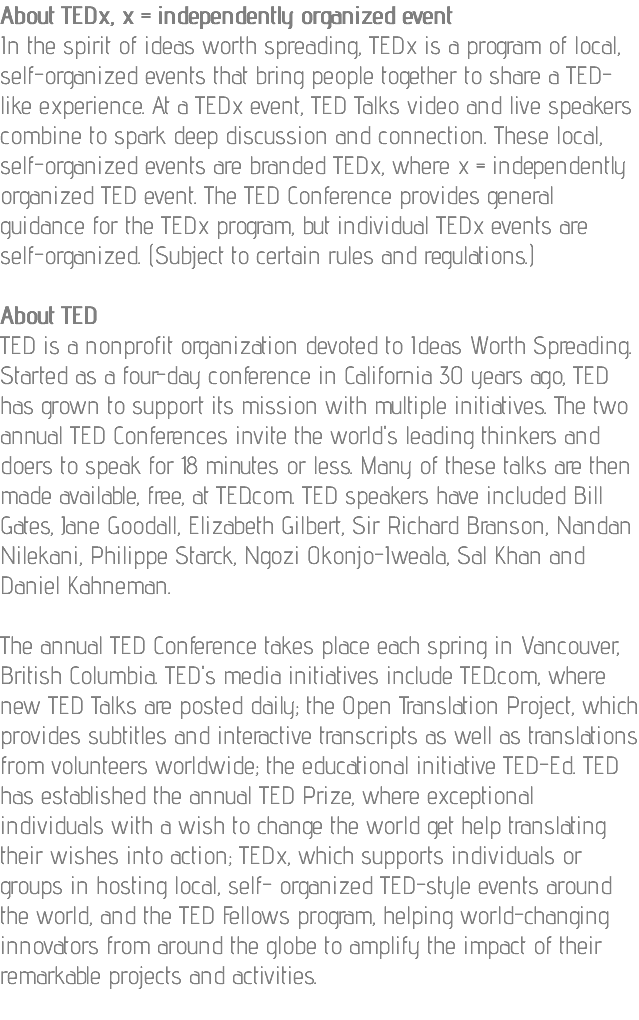 About TEDx, x = independently organized event
In the spirit of ideas worth spreading, TEDx is a program of local,
self-organized events that bring people together to share a TED-
like experience. At a TEDx event, TED Talks video and live speakers
combine to spark deep discussion and connection. These local,
self-organized events are branded TEDx, where x = independently
organized TED event. The TED Conference provides general
guidance for the TEDx program, but individual TEDx events are
self-organized. (Subject to certain rules and regulations.)
About TED
TED is a nonprofit organization devoted to Ideas Worth Spreading.
Started as a four-day conference in California 30 years ago, TED
has grown to support its mission with multiple initiatives. The two
annual TED Conferences invite the world's leading thinkers and
doers to speak for 18 minutes or less. Many of these talks are then
made available, free, at TED.com. TED speakers have included Bill
Gates, Jane Goodall, Elizabeth Gilbert, Sir Richard Branson, Nandan
Nilekani, Philippe Starck, Ngozi Okonjo-Iweala, Sal Khan and
Daniel Kahneman.
The annual TED Conference takes place each spring in Vancouver,
British Columbia. TED's media initiatives include TED.com, where
new TED Talks are posted daily; the Open Translation Project, which
provides subtitles and interactive transcripts as well as translations
from volunteers worldwide; the educational initiative TED-Ed. TED
has established the annual TED Prize, where exceptional
individuals with a wish to change the world get help translating
their wishes into action; TEDx, which supports individuals or
groups in hosting local, self- organized TED-style events around
the world, and the TED Fellows program, helping world-changing
innovators from around the globe to amplify the impact of their
remarkable projects and activities.